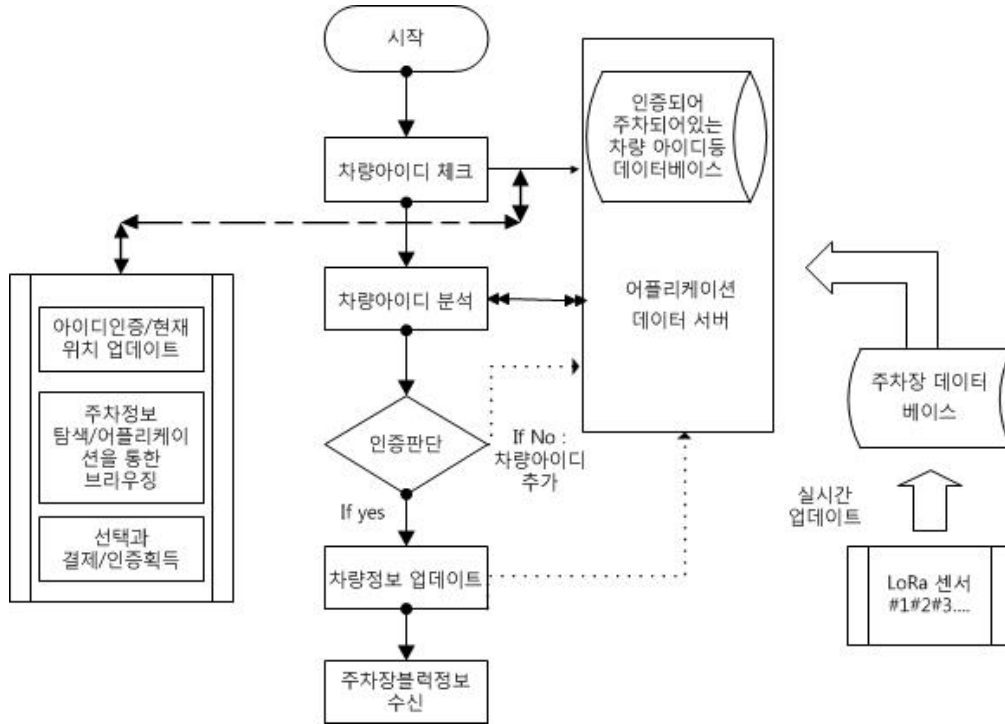 시작
차량아이디 체크
인증되어
주차되어있는
차량 아이디등
데이터베이스
차량아이디 분석
어플리케이션
데이터 서버
아이디인증/현재
위치 업데이트
주차정보
탐색/어플리케이
션을 통한
브리우징
선택과
결제/인증획득
인증판단
If No :
차량아이디
추가
If yes
차량정보 업데이트
주차장블럭정보
수신
주차장 데이터
베이스
실시간
업데이트
LoRa 센서
#1#2#3....